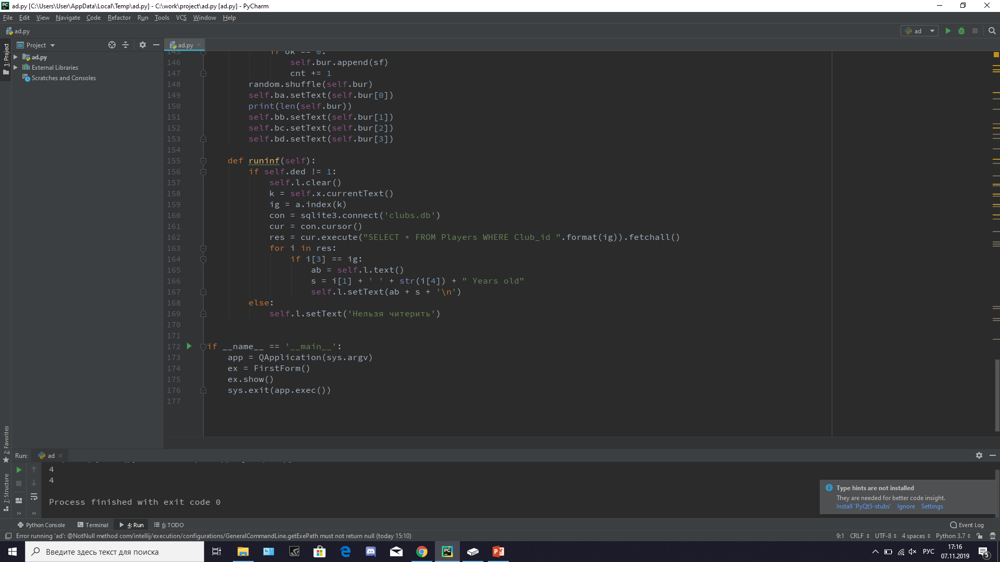 ad.py [C:\Users\User\AppData\Local\Temp\ad.py] - C:\work\project\ad.py [ad.py] - PyCharm
File Edit View Navigate Code Refactor Run Tools VCS Window Help
ad.py
ad
Project
ad.py
1: Project
ad.py
External Libraries
Scratches and Consoles
145 if ok == 0:
146 self.bur.append(sf)
147 cnt += 1
148 random.shuffle(self.bur)
149 self.ba.setText(self.bur[0])
150 print(len(self.bur))
151 self.bb.setText(self.bur[1])
152 self.bc.setText(self.bur[2])
153 self.bd.setText(self.bur[3])
154
155 def runinf(self):
156 if self.ded != 1:
157 self.l.clear()
158 k = self.x.currentText()
159 ig = a.index(k)
160 con = sqlite3.connect('clubs.db')
161 cur = con.cursor()
162 res = cur.execute("SELECT * FROM Players WHERE Club_id ".format(ig)).fetchall()
163 for i in res:
164 if i[3] == ig:
165 ab = self.l.text()
166 s = i[1] + ' ' + str(i[4]) + " Years old"
167 self.l.setText(ab + s + '\n')
168 else:
169 self.l.setText('Нельзя читерить')
170
171
172 if __name__ == '__main__':
173 app = QApplication(sys.argv)
174 ex = FirstForm()
175 ex.show()
176 sys.exit(app.exec())
177
2: Favorites
7: Structure
Run: ad
4
4
Process finished with exit code 0
Type hints are not installed
They are needed for better code insight.
Install 'PyQt5-stubs' Ignore Settings
Python Console Terminal 4: Run 6: TODO Event Log
Error running 'ad': @NotNull method com/intellij/execution/configurations/GeneralCommandLine.getExePath must not return null (today 15:10)
9:1 CRLF UTF-8 4 spaces Python 3.7
Введите здесь текст для поиска
РУС
17:16
07.11.2019
5